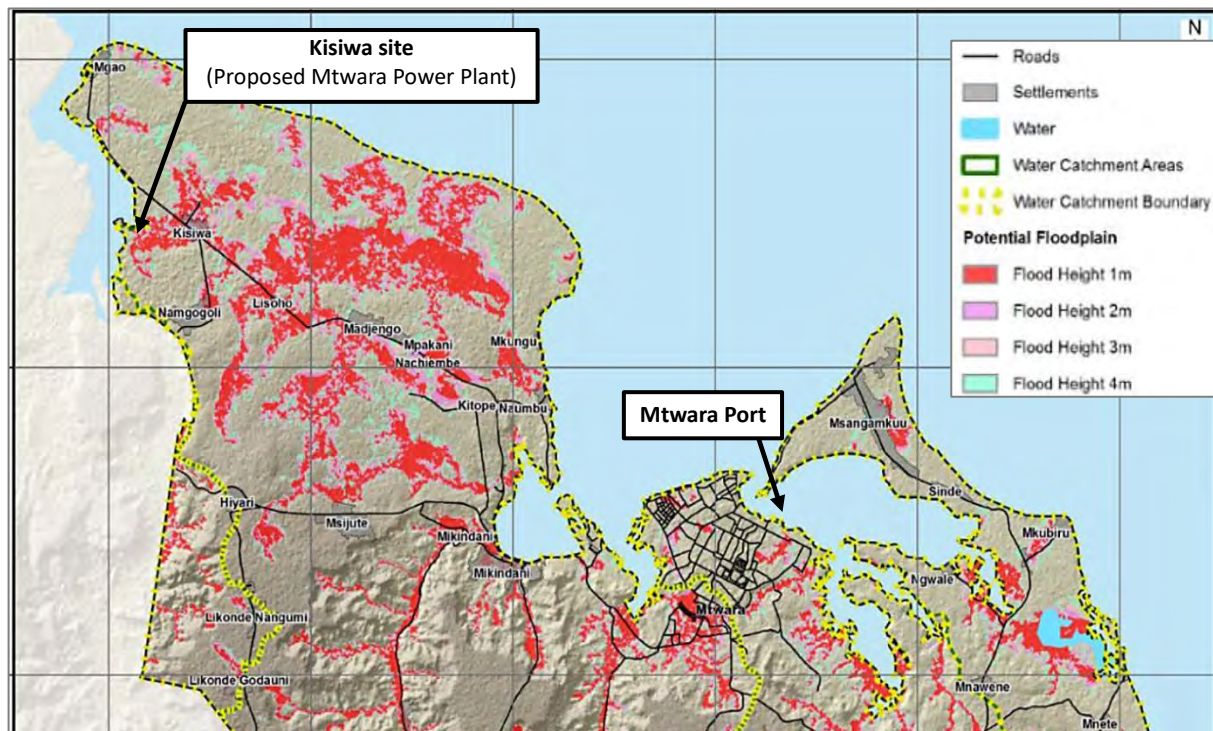 Kisiwa site
(Proposed Mtwara Power Plant)
N
Roads
Settlements
Water
Water Catchment Areas
Water Catchment Boundary
Potential Floodplain
Flood Height 1m
Flood Height 2m
Flood Height 3m
Flood Height 4m
Mgao
Kisiwa
Namgogoli
Lisoho
Madjengo
Mpakani
Nachiembe
Mkungu
Kitope
Naumbu
Mtwara Port
Msangamkuu
Sinde
Hiyari
Msijute
Mikindani
Mikindani
Mkubiru
Ngwale
Mtwara
Likonde Nangumi
Likonde Godauni
Mnawene
Mnete